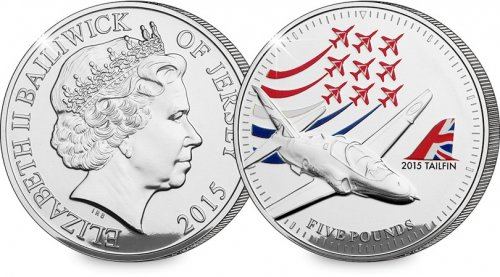 ELIZABETH II BAILIWICK OF JERSEY
2015
IRB
2015 TAILFIN
FIVE POUNDS